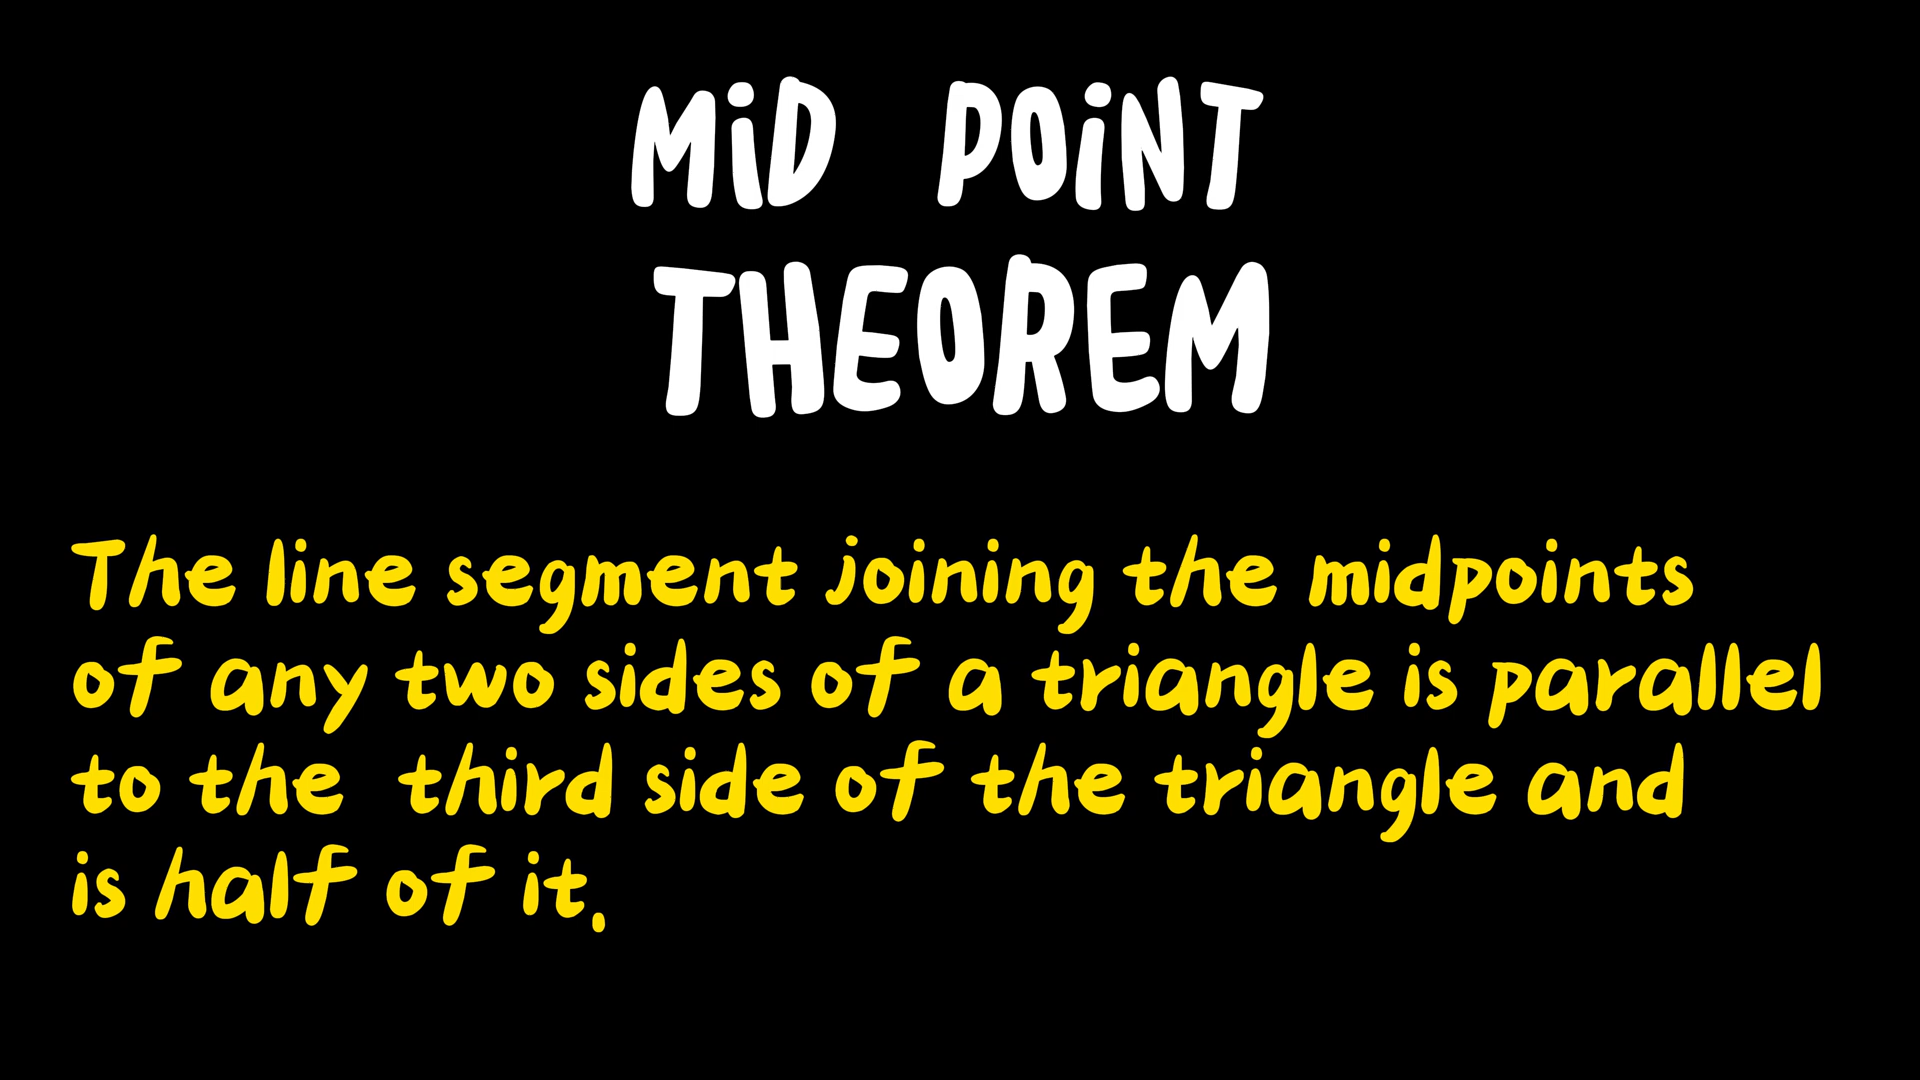 MiD POiNT
THEOREM
The line segment joining the midpoints
of any two sides of a triangle is parallel
to the third side of the triangle and
is half of it.